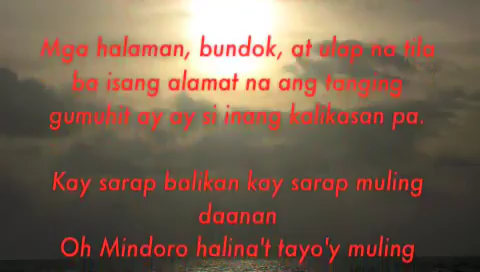 Mga halaman, bundok, at ulap na tila
ba isang alamat na ang tanging
gumuhit ay ay si inang kalikasan pa.
Kay sarap balikan kay sarap muling
daanan
Oh Mindoro halina't tayo'y muling